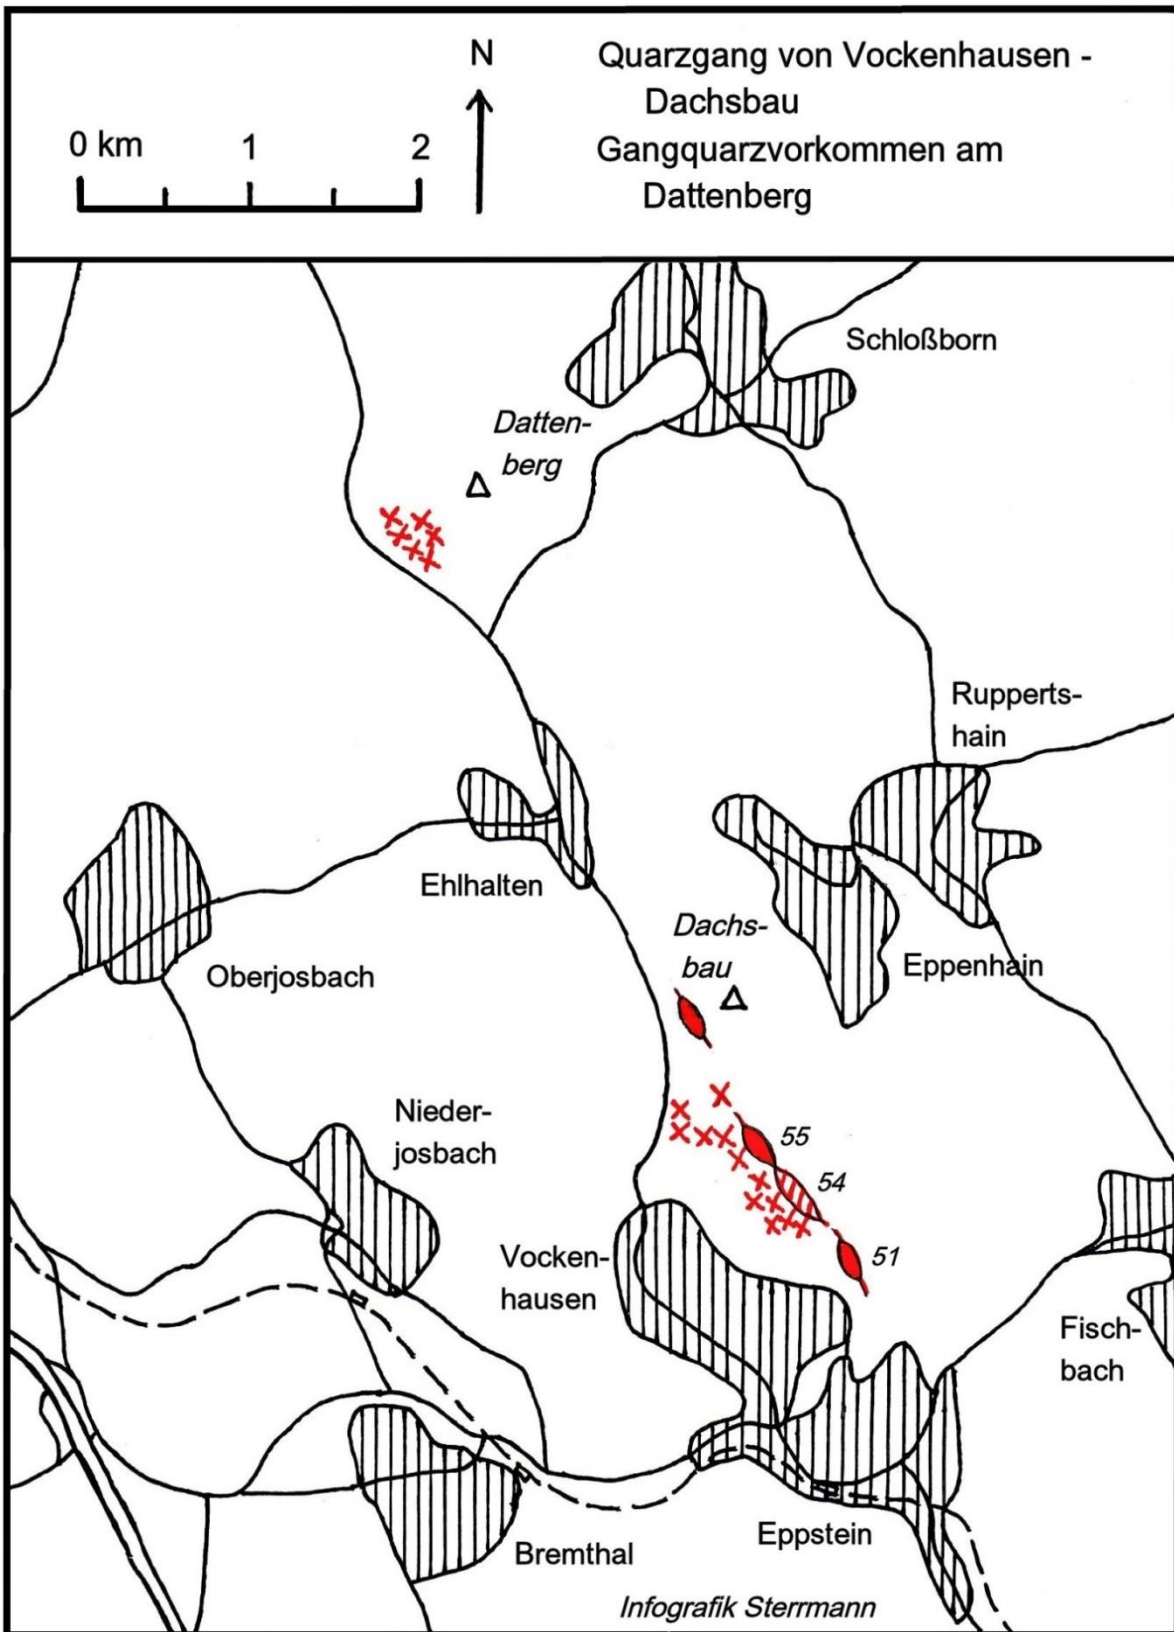 N
Quarzgang von Vockenhausen -
Dachsbau
Gangquarzvorkommen am
Dattenberg
0 km 1 2
Schloßborn
Datten-
berg
Rupperts-
hain
Ehlhalten
Dachs-
bau
Oberjosbach
Eppenhain
Nieder-
josbach
55
54
51
Vocken-
hausen
Fisch-
bach
Eppstein
Bremthal
Infografik Sterrmann